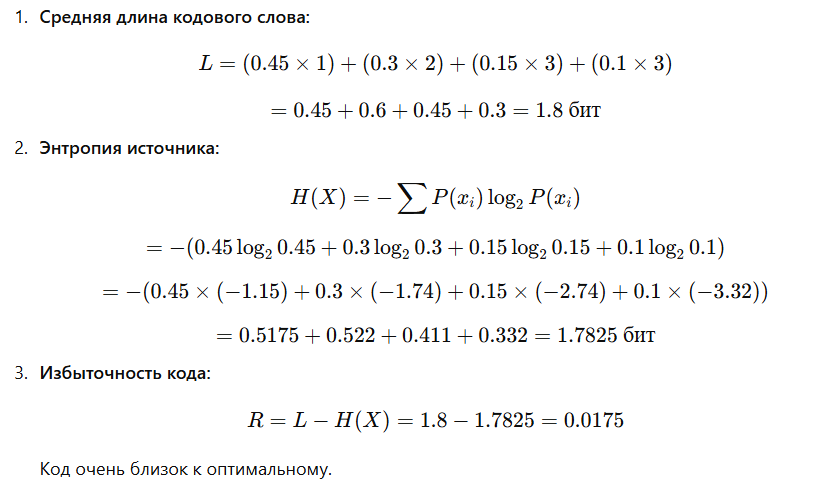 1. Средняя длина кодового слова:
L = (0.45 × 1) + (0.3 × 2) + (0.15 × 3) + (0.1 × 3)
= 0.45 + 0.6 + 0.45 + 0.3 = 1.8 бит
2. Энтропия источника:
H(X) = −∑ P(xᵢ) log₂ P(xᵢ)
= −(0.45 log₂ 0.45 + 0.3 log₂ 0.3 + 0.15 log₂ 0.15 + 0.1 log₂ 0.1)
= −(0.45 × (−1.15) + 0.3 × (−1.74) + 0.15 × (−2.74) + 0.1 × (−3.32))
= 0.5175 + 0.522 + 0.411 + 0.332 = 1.7825 бит
3. Избыточность кода:
R = L − H(X) = 1.8 − 1.7825 = 0.0175
Код очень близок к оптимальному.